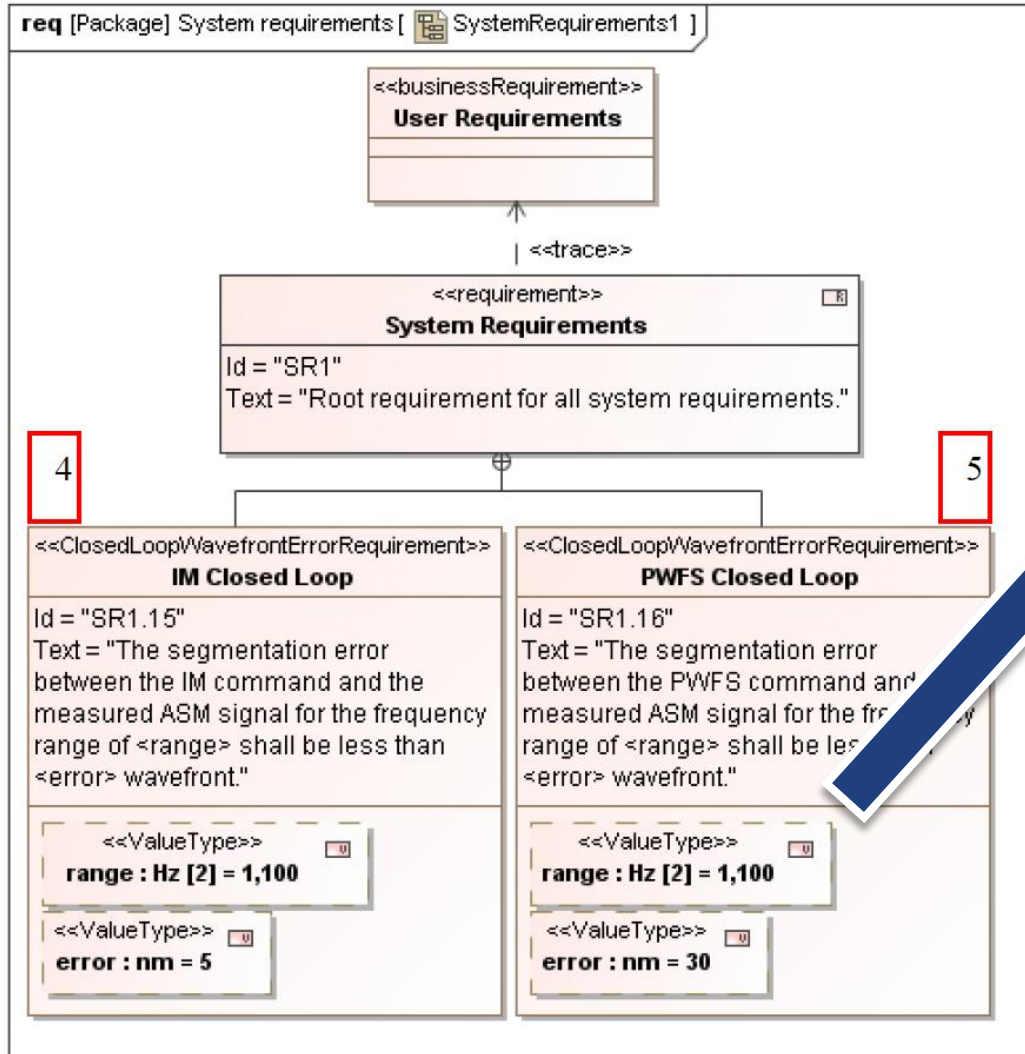 req [Package] System requirements [ SystemRequirements1 ]
<<businessRequirement>>
User Requirements
<<trace>>
<<requirement>>
System Requirements
Id = "SR1"
Text = "Root requirement for all system requirements."
4
5
<<ClosedLoopWavefrontErrorRequirement>>
IM Closed Loop
Id = "SR1.15"
Text = "The segmentation error
between the IM command and the
measured ASM signal for the frequency
range of <range> shall be less than
<error> wavefront."
<<ValueType>>
range : Hz [2] = 1,100
<<ValueType>>
error : nm = 5
<<ClosedLoopWavefrontErrorRequirement>>
PWFS Closed Loop
Id = "SR1.16"
Text = "The segmentation error
between the PWFS command and
measured ASM signal for the
range of <range> shall be
<error> wavefront."
<<ValueType>>
range : Hz [2] = 1,100
<<ValueType>>
error : nm = 30